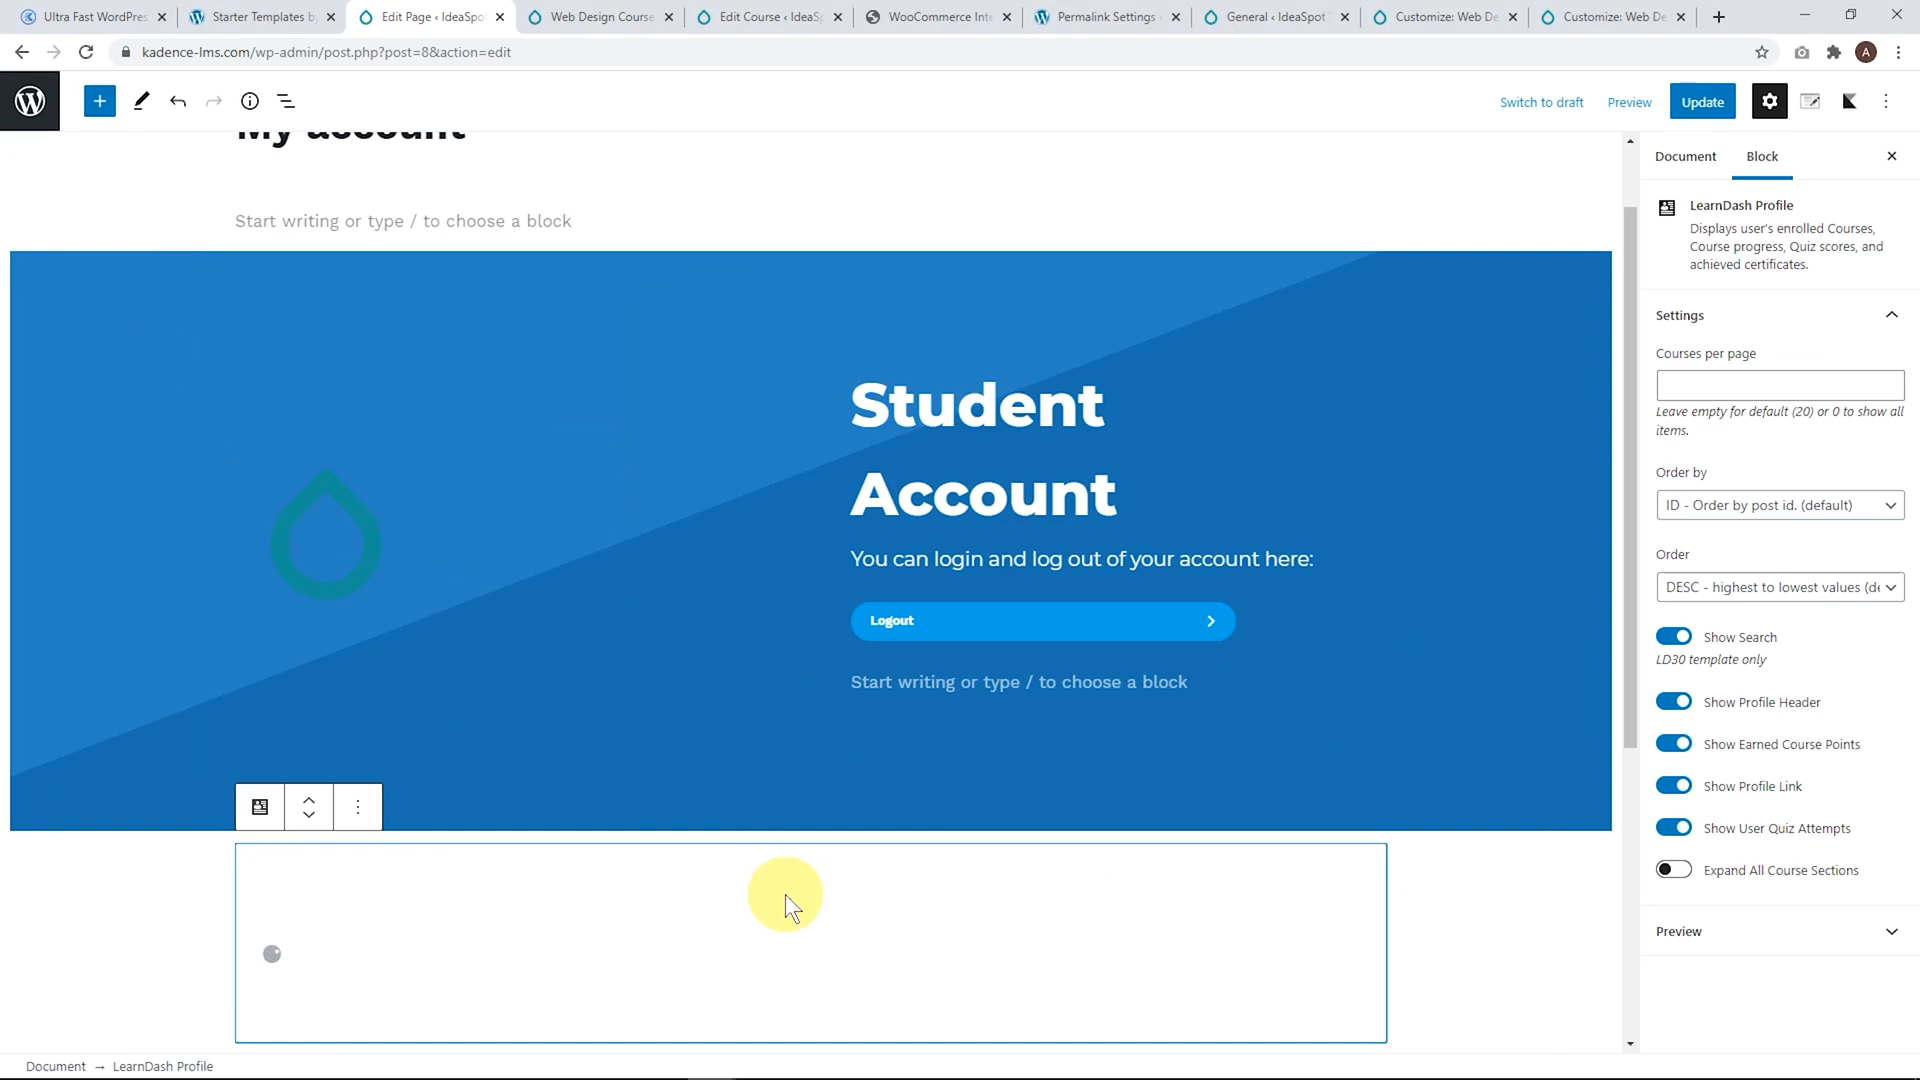 Ultra Fast WordPres
Starter Templates by
Edit Page ‹ IdeaSpot
Web Design Course
Edit Course ‹ IdeaSp
WooCommerce Inte
Permalink Settings
General ‹ IdeaSpot
Customize: Web De
Customize: Web De
kadence-lms.com/wp-admin/post.php?post=8&action=edit
A
Switch to draft
Preview
Update
My account
Start writing or type / to choose a block
Student
Account
You can login and log out of your account here:
Logout
Start writing or type / to choose a block
Document
Block
LearnDash Profile
Displays user's enrolled Courses,
Course progress, Quiz scores, and
achieved certificates.
Settings
Courses per page
Leave empty for default (20) or 0 to show all
items.
Order by
ID - Order by post id. (default)
Order
DESC - highest to lowest values (de
Show Search
LD30 template only
Show Profile Header
Show Earned Course Points
Show Profile Link
Show User Quiz Attempts
Expand All Course Sections
Preview
Document → LearnDash Profile